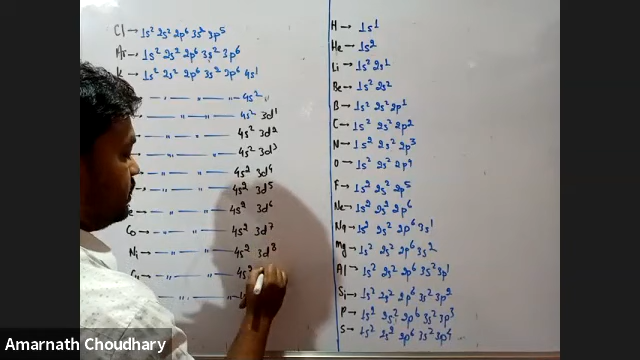 Cl → 1s² 2s² 2p⁶ 3s² 3p⁵
Ar → 1s² 2s² 2p⁶ 3s² 3p⁶
K → 1s² 2s² 2p⁶ 3s² 3p⁶ 4s¹
— " — " — 4s²
— " — " — 4s² 3d¹
— " — " — 4s² 3d²
— " — " — 4s² 3d³
— " — " — 4s² 3d⁴
— " — " — 4s² 3d⁵
→ — " — " — 4s² 3d⁶
Co → — " — " — 4s² 3d⁷
Ni → — " — " — 4s² 3d⁸
Cu → — " — " — 4s²
— " — " —
H → 1s¹
He → 1s²
Li → 1s² 2s¹
Be → 1s² 2s²
B → 1s² 2s² 2p¹
C → 1s² 2s² 2p²
N → 1s² 2s² 2p³
O → 1s² 2s² 2p⁴
F → 1s² 2s² 2p⁵
Ne → 1s² 2s² 2p⁶
Na → 1s² 2s² 2p⁶ 3s¹
Mg → 1s² 2s² 2p⁶ 3s²
Al → 1s² 2s² 2p⁶ 3s² 3p¹
Si → 1s² 2s² 2p⁶ 3s² 3p²
P → 1s² 2s² 2p⁶ 3s² 3p³
S → 1s² 2s² 2p⁶ 3s² 3p⁴
Amarnath Choudhary